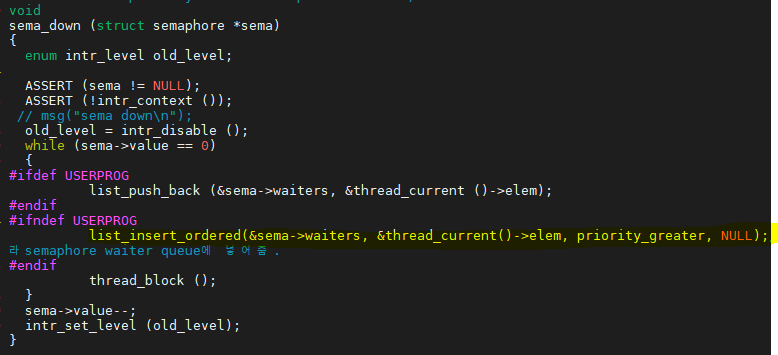 void
sema_down (struct semaphore *sema)
{
  enum intr_level old_level;

  ASSERT (sema != NULL);
  ASSERT (!intr_context ());
 // msg("sema down\n");
  old_level = intr_disable ();
  while (sema->value == 0)
  {
#ifdef USERPROG
          list_push_back (&sema->waiters, &thread_current ()->elem);
#endif
#ifndef USERPROG
          list_insert_ordered(&sema->waiters, &thread_current()->elem, priority_greater, NULL);
라 semaphore waiter queue에 넣어줌.
#endif
          thread_block ();
  }
  sema->value--;
  intr_set_level (old_level);
}